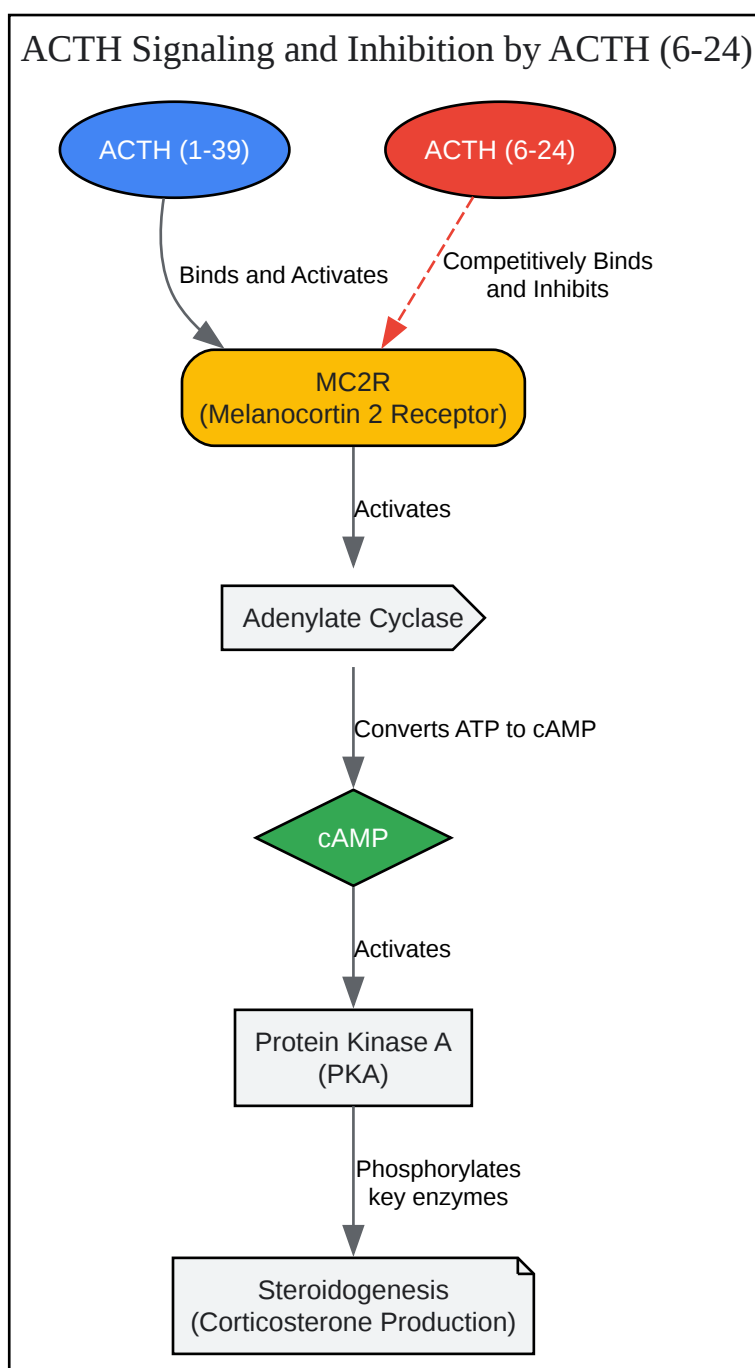 ACTH Signaling and Inhibition by ACTH (6-24)
ACTH (1-39)
ACTH (6-24)
Binds and Activates
Competitively Binds
and Inhibits
MC2R
(Melanocortin 2 Receptor)
Activates
Adenylate Cyclase
Converts ATP to cAMP
cAMP
Activates
Protein Kinase A
(PKA)
Phosphorylates
key enzymes
Steroidogenesis
(Corticosterone Production)